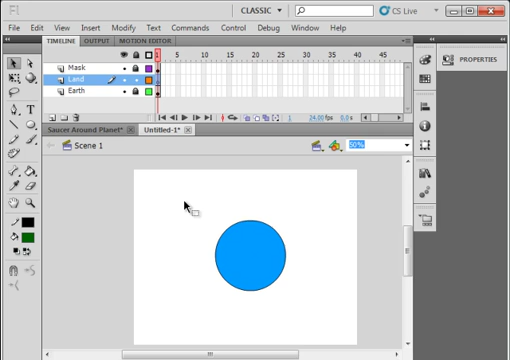 Fl
CLASSIC
CS Live
File Edit View Insert Modify Text Commands Control Debug Window Help
TIMELINE OUTPUT MOTION EDITOR
PROPERTIES
1 5 10 15 20 25 30 35 40 45
Mask
Land
Earth
1 24.00 fps 0.0 s
Saucer Around Planet* Untitled-1*
Scene 1
50%
T